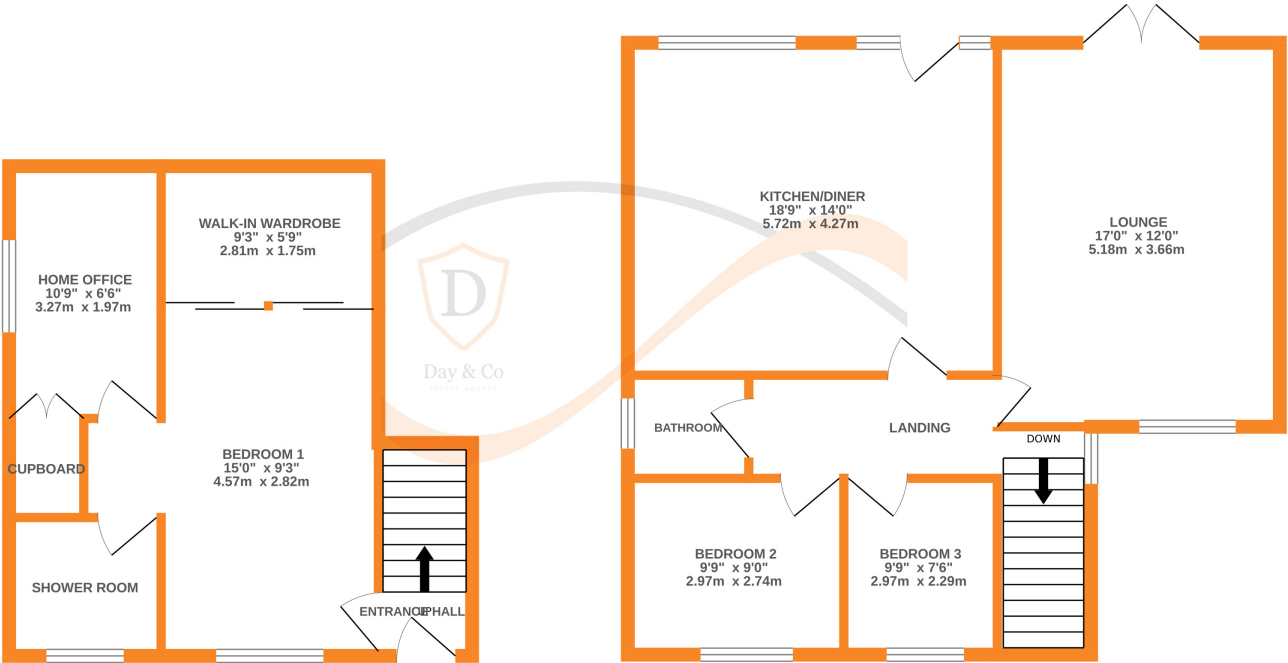 HOME OFFICE
10'9" x 6'6"
3.27m x 1.97m
WALK-IN WARDROBE
9'3" x 5'9"
2.81m x 1.75m
CUPBOARD
BEDROOM 1
15'0" x 9'3"
4.57m x 2.82m
SHOWER ROOM
ENTRANCE HALL
UP
D
Day & Co
ESTATE AGENTS
KITCHEN/DINER
18'9" x 14'0"
5.72m x 4.27m
LOUNGE
17'0" x 12'0"
5.18m x 3.66m
BATHROOM
LANDING
DOWN
BEDROOM 2
9'9" x 9'0"
2.97m x 2.74m
BEDROOM 3
9'9" x 7'6"
2.97m x 2.29m